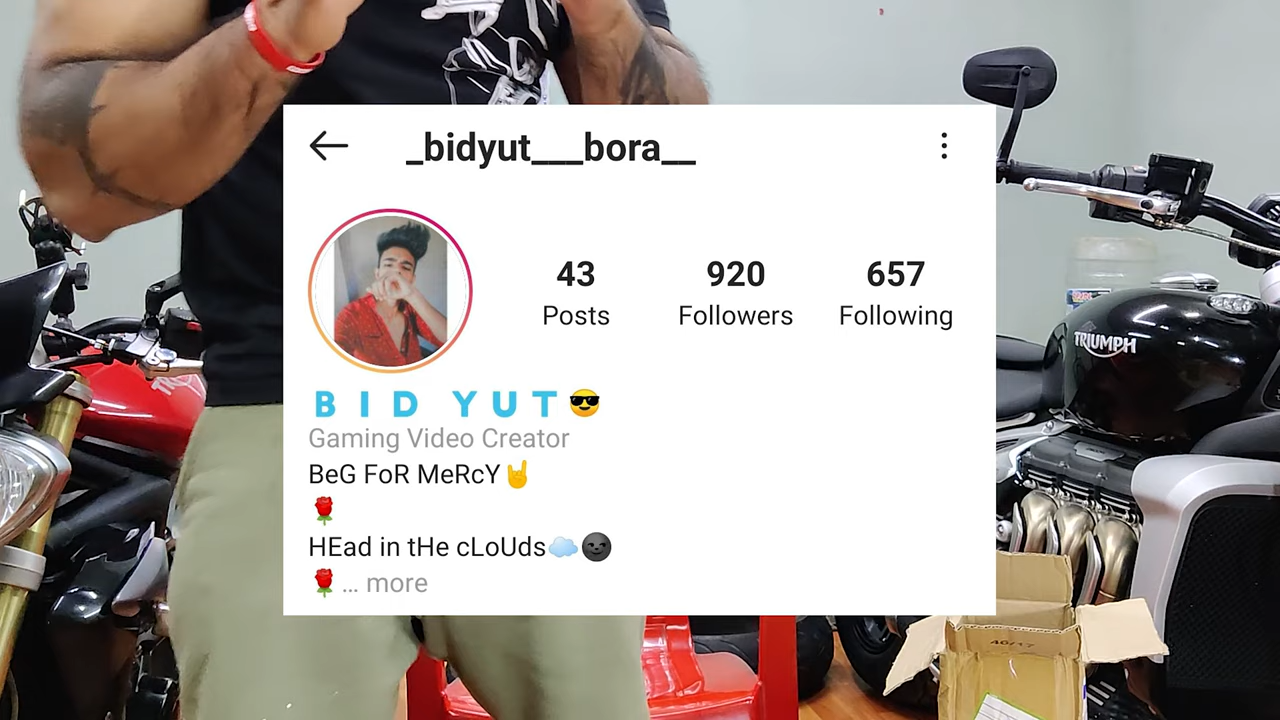 _bidyut___bora__
43
Posts
920
Followers
657
Following
B I D Y U T😎
Gaming Video Creator
BeG FoR MeRcY🤘
🌹
HEad in tHe cLoUds☁️🌚
🌹 ... more
TRIUMPH